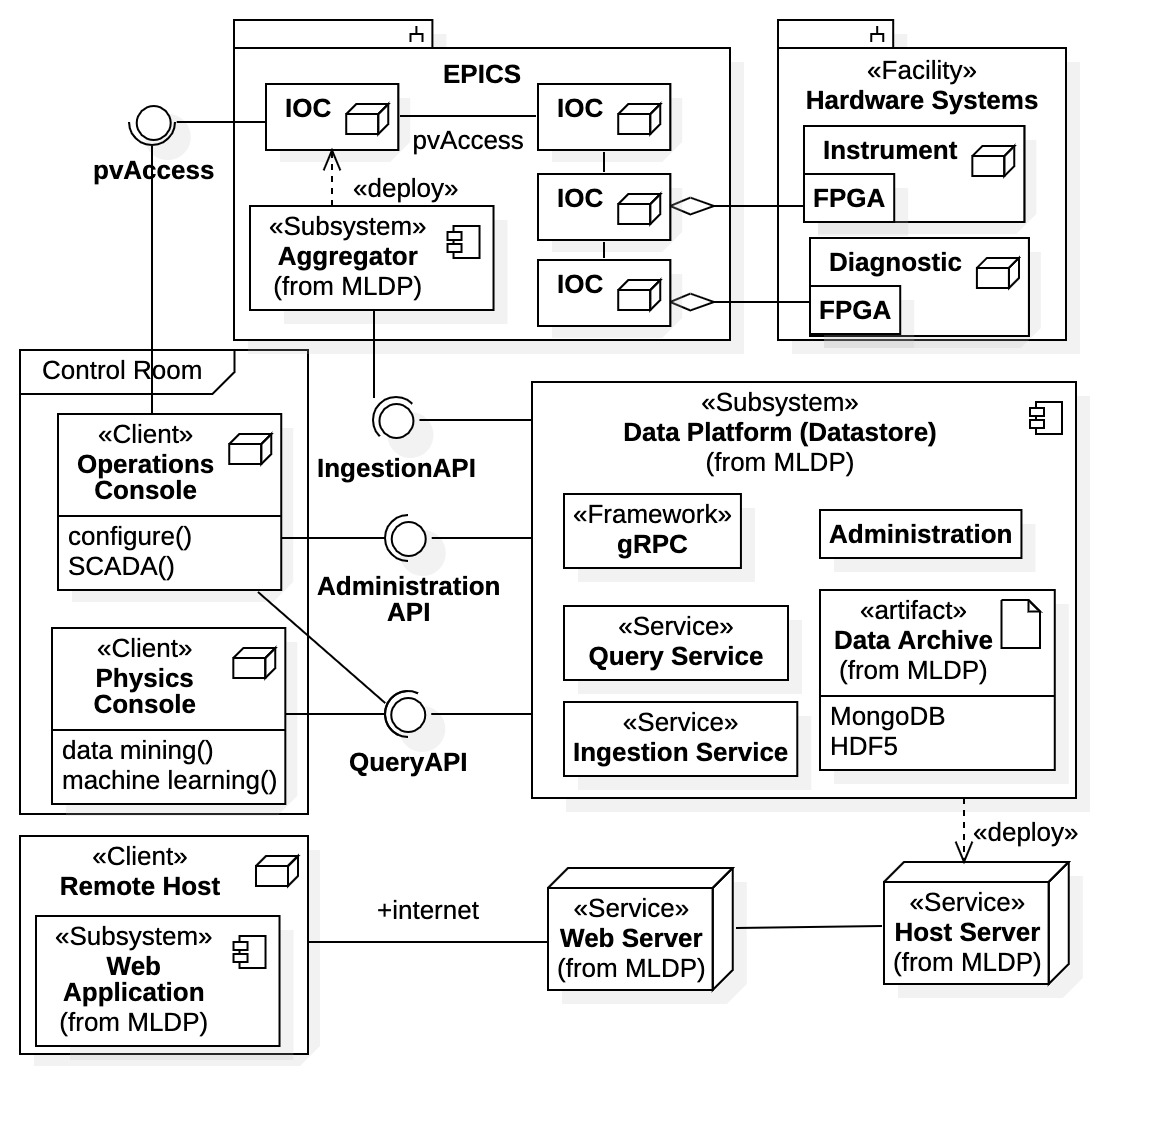 EPICS
IOC
IOC
pvAccess
«deploy»
«Subsystem»
Aggregator
(from MLDP)
IOC
IOC
«Facility»
Hardware Systems
Instrument
FPGA
Diagnostic
FPGA
pvAccess
Control Room
«Client»
Operations
Console
configure()
SCADA()
«Client»
Physics
Console
data mining()
machine learning()
IngestionAPI
Administration
API
QueryAPI
«Subsystem»
Data Platform (Datastore)
(from MLDP)
«Framework»
gRPC
Administration
«Service»
Query Service
«artifact»
Data Archive
(from MLDP)
MongoDB
HDF5
«Service»
Ingestion Service
«deploy»
«Client»
Remote Host
«Subsystem»
Web
Application
(from MLDP)
+internet
«Service»
Web Server
(from MLDP)
«Service»
Host Server
(from MLDP)